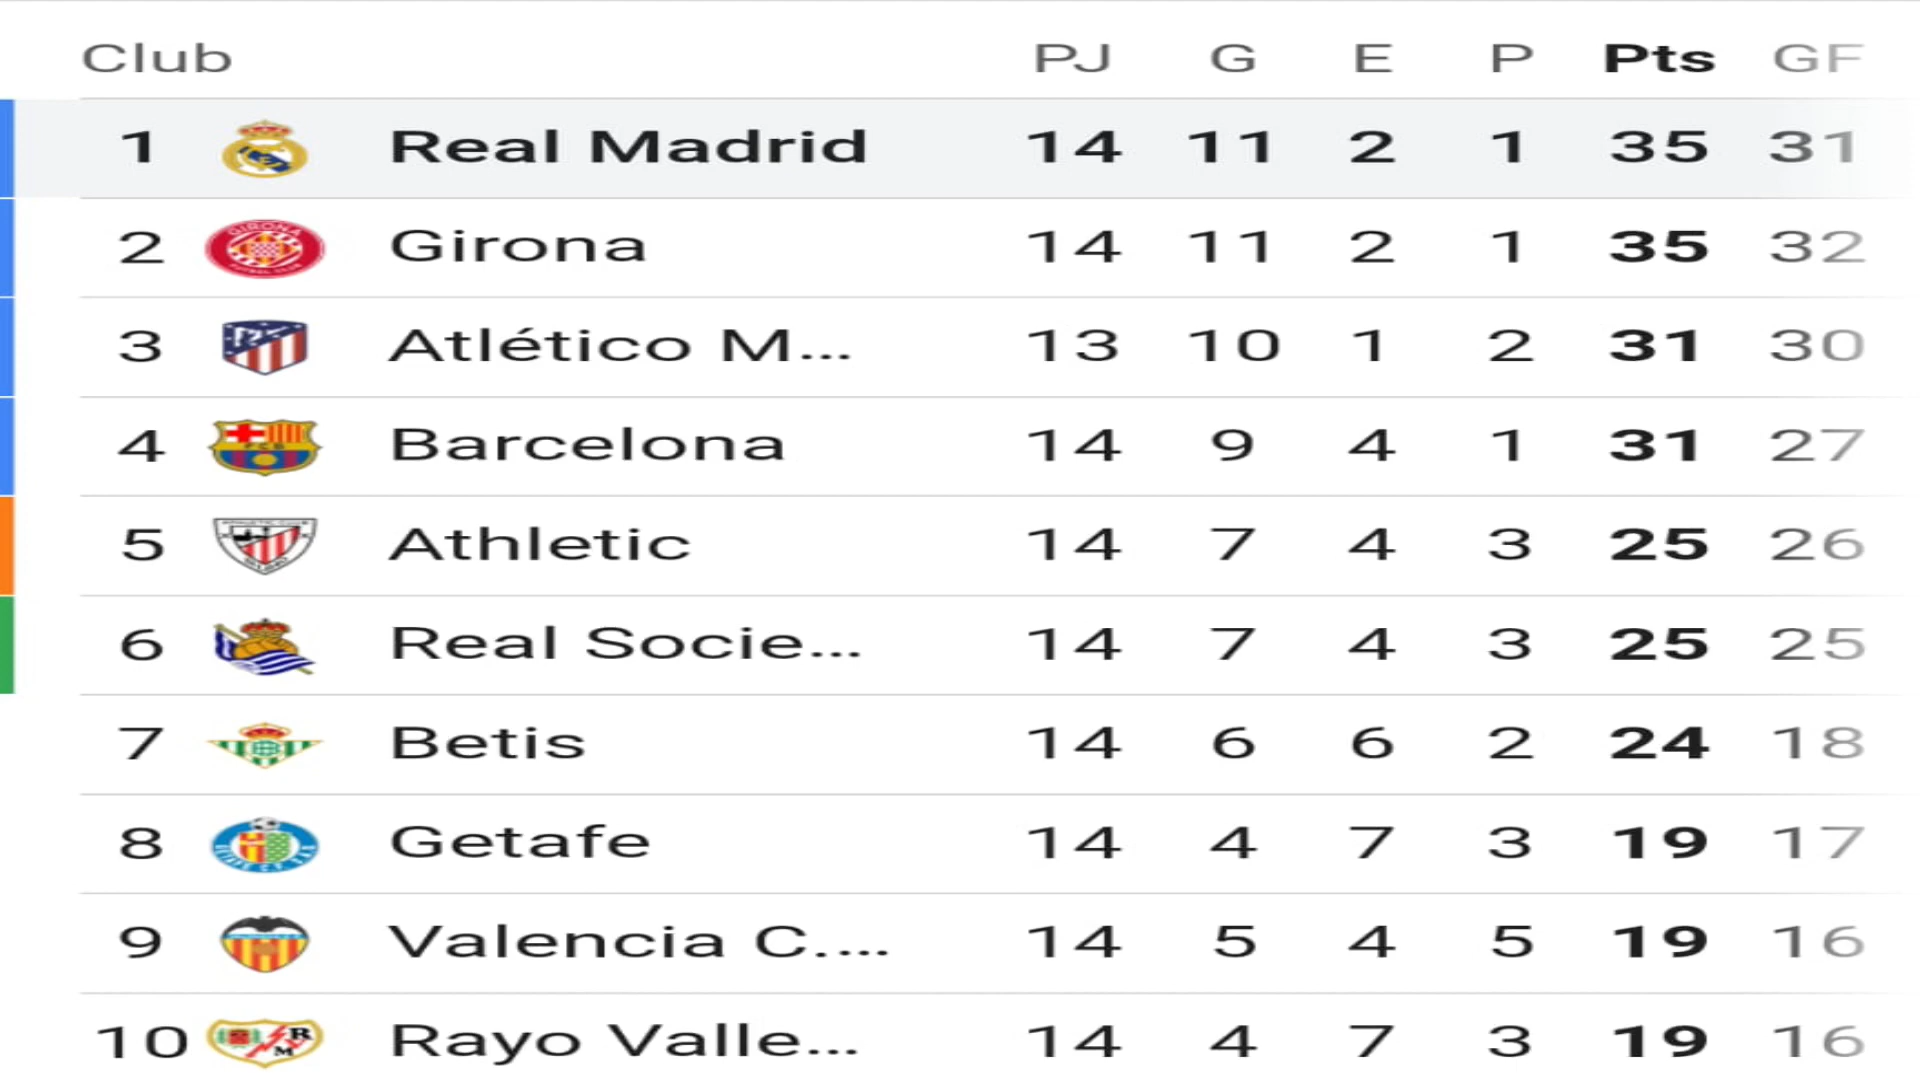 Club PJ G E P Pts GF
1 Real Madrid 14 11 2 1 35 31
2 GIRONA Girona 14 11 2 1 35 32
3 Atlético M... 13 10 1 2 31 30
4 Barcelona 14 9 4 1 31 27
5 Athletic 14 7 4 3 25 26
6 Real Socie... 14 7 4 3 25 25
7 Betis 14 6 6 2 24 18
8 Getafe 14 4 7 3 19 17
9 Valencia C.... 14 5 4 5 19 16
10 Rayo Valle... 14 4 7 3 19 16